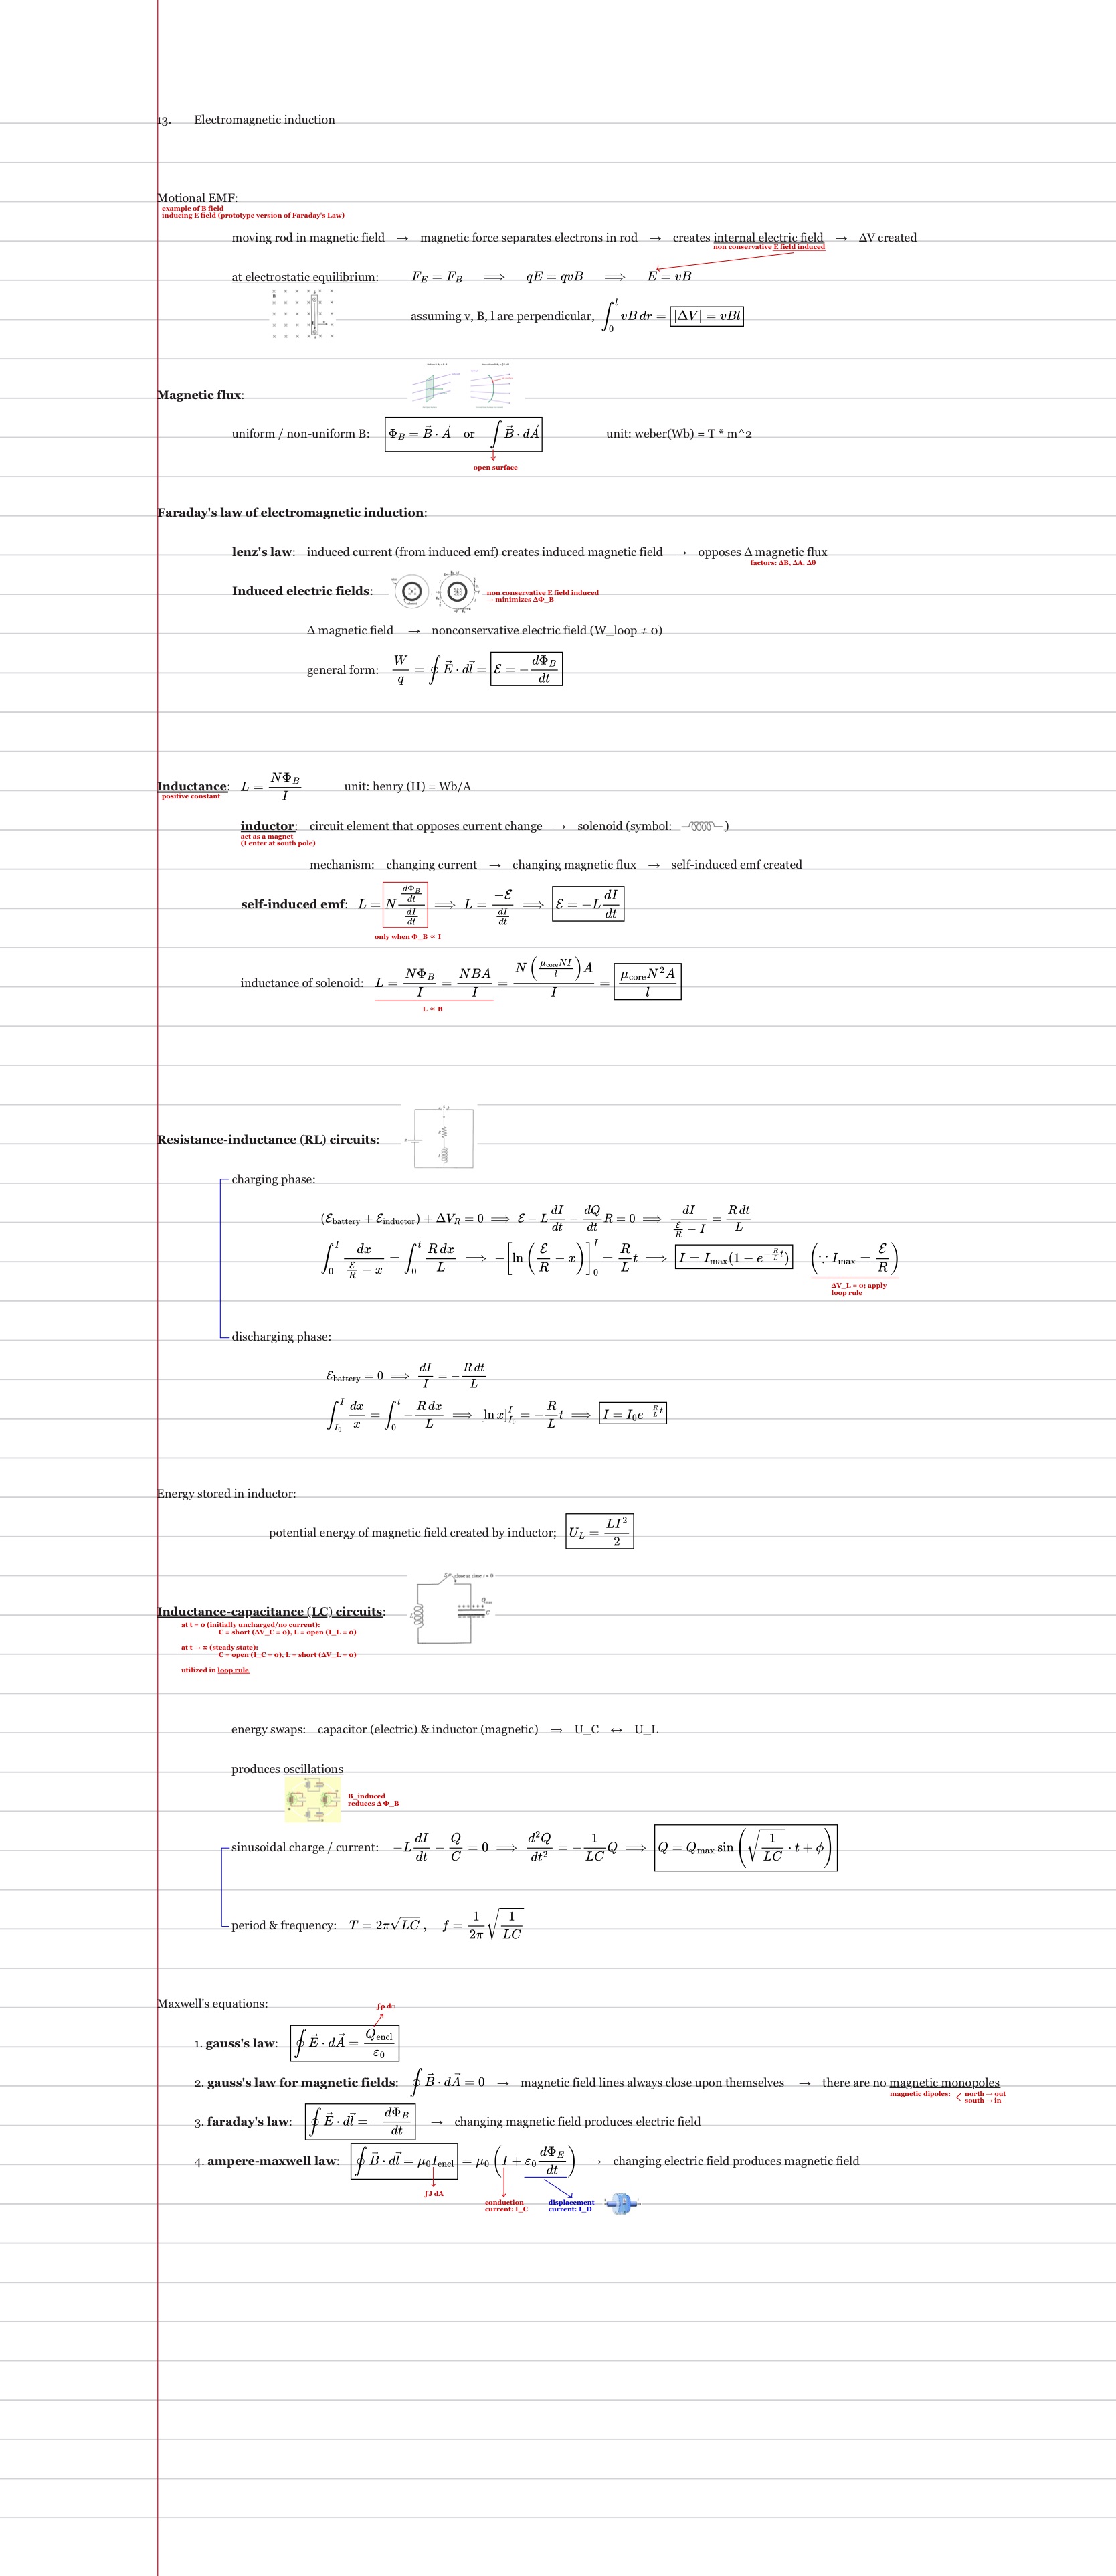 13. Electromagnetic induction
Motional EMF:
example of B field
inducing E field (prototype version of Faraday's Law)
moving rod in magnetic field → magnetic force separates electrons in rod → creates internal electric field → ΔV created
non conservative E field induced
at electrostatic equilibrium: F_E = F_B ⟹ qE = qvB ⟹ E = vB
assuming v, B, l are perpendicular, ∫_0^l vB dr = |ΔV| = vBl
Magnetic flux:
uniform / non-uniform B: Φ_B = B⃗ · A⃗ or ∫ B⃗ · dA⃗ unit: weber(Wb) = T * m^2
open surface
Faraday's law of electromagnetic induction:
lenz's law: induced current (from induced emf) creates induced magnetic field → opposes Δ magnetic flux
factors: ΔB, ΔA, Δθ
Induced electric fields:
non conservative E field induced
→ minimizes ΔΦ_B
Δ magnetic field → nonconservative electric field (W_loop ≠ 0)
general form: W/q = ∮ E⃗ · dl⃗ = ℰ = −dΦ_B/dt
Inductance: L = NΦ_B/I unit: henry (H) = Wb/A
positive constant
inductor: circuit element that opposes current change → solenoid (symbol: )
act as a magnet
(I enter at south pole)
mechanism: changing current → changing magnetic flux → self-induced emf created
self-induced emf: L = N (dΦ_B/dt)/(dI/dt) ⟹ L = −ℰ/(dI/dt) ⟹ ℰ = −L dI/dt
only when Φ_B ∝ I
inductance of solenoid: L = NΦ_B/I = NBA/I = N(μ_core NI/l)A/I = μ_core N²A/l
L ∝ B
Resistance-inductance (RL) circuits:
charging phase:
(ℰ_battery + ℰ_inductor) + ΔV_R = 0 ⟹ ℰ − L dI/dt − dQ/dt R = 0 ⟹ dI/(ℰ/R − I) = R dt/L
∫_0^I dx/(ℰ/R − x) = ∫_0^t R dx/L ⟹ −[ln(ℰ/R − x)]_0^I = R/L t ⟹ I = I_max(1 − e^{−R/L t}) (∵ I_max = ℰ/R)
ΔV_L = 0; apply
loop rule
discharging phase:
ℰ_battery = 0 ⟹ dI/I = −R dt/L
∫_{I_0}^I dx/x = ∫_0^t −R dx/L ⟹ [ln x]_{I_0}^I = −R/L t ⟹ I = I_0 e^{−R/L t}
Energy stored in inductor:
potential energy of magnetic field created by inductor; U_L = LI²/2
close at time t = 0
Inductance-capacitance (LC) circuits:
at t = 0 (initially uncharged/no current):
C = short (ΔV_C = 0), L = open (I_L = 0)
at t → ∞ (steady state):
C = open (I_C = 0), L = short (ΔV_L = 0)
utilized in loop rule
energy swaps: capacitor (electric) & inductor (magnetic) ⟹ U_C ↔ U_L
produces oscillations
B_induced
reduces Δ Φ_B
sinusoidal charge / current: −L dI/dt − Q/C = 0 ⟹ d²Q/dt² = −1/LC Q ⟹ Q = Q_max sin(√(1/LC) · t + ϕ)
period & frequency: T = 2π√LC , f = 1/2π √(1/LC)
Maxwell's equations:
∫ρ d□
1. gauss's law: ∮ E⃗ · dA⃗ = Q_encl/ε_0
2. gauss's law for magnetic fields: ∮ B⃗ · dA⃗ = 0 → magnetic field lines always close upon themselves → there are no magnetic monopoles
magnetic dipoles: < north → out
south → in
3. faraday's law: ∮ E⃗ · dl⃗ = −dΦ_B/dt → changing magnetic field produces electric field
4. ampere-maxwell law: ∮ B⃗ · dl⃗ = μ_0 I_encl = μ_0 (I + ε_0 dΦ_E/dt) → changing electric field produces magnetic field
∫J dA
conduction
current: I_C
displacement
current: I_D